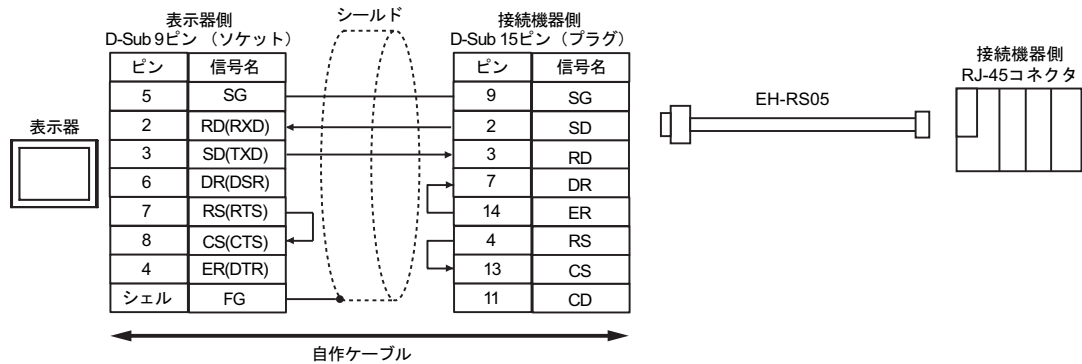 表示器側
D-Sub 9ピン （ソケット）
シールド
接続機器側
D-Sub 15ピン（プラグ）
ピン 信号名
5 SG
2 RD(RXD)
3 SD(TXD)
6 DR(DSR)
7 RS(RTS)
8 CS(CTS)
4 ER(DTR)
シェル FG
ピン 信号名
9 SG
2 SD
3 RD
7 DR
14 ER
4 RS
13 CS
11 CD
表示器
EH-RS05
接続機器側
RJ-45コネクタ
自作ケーブル